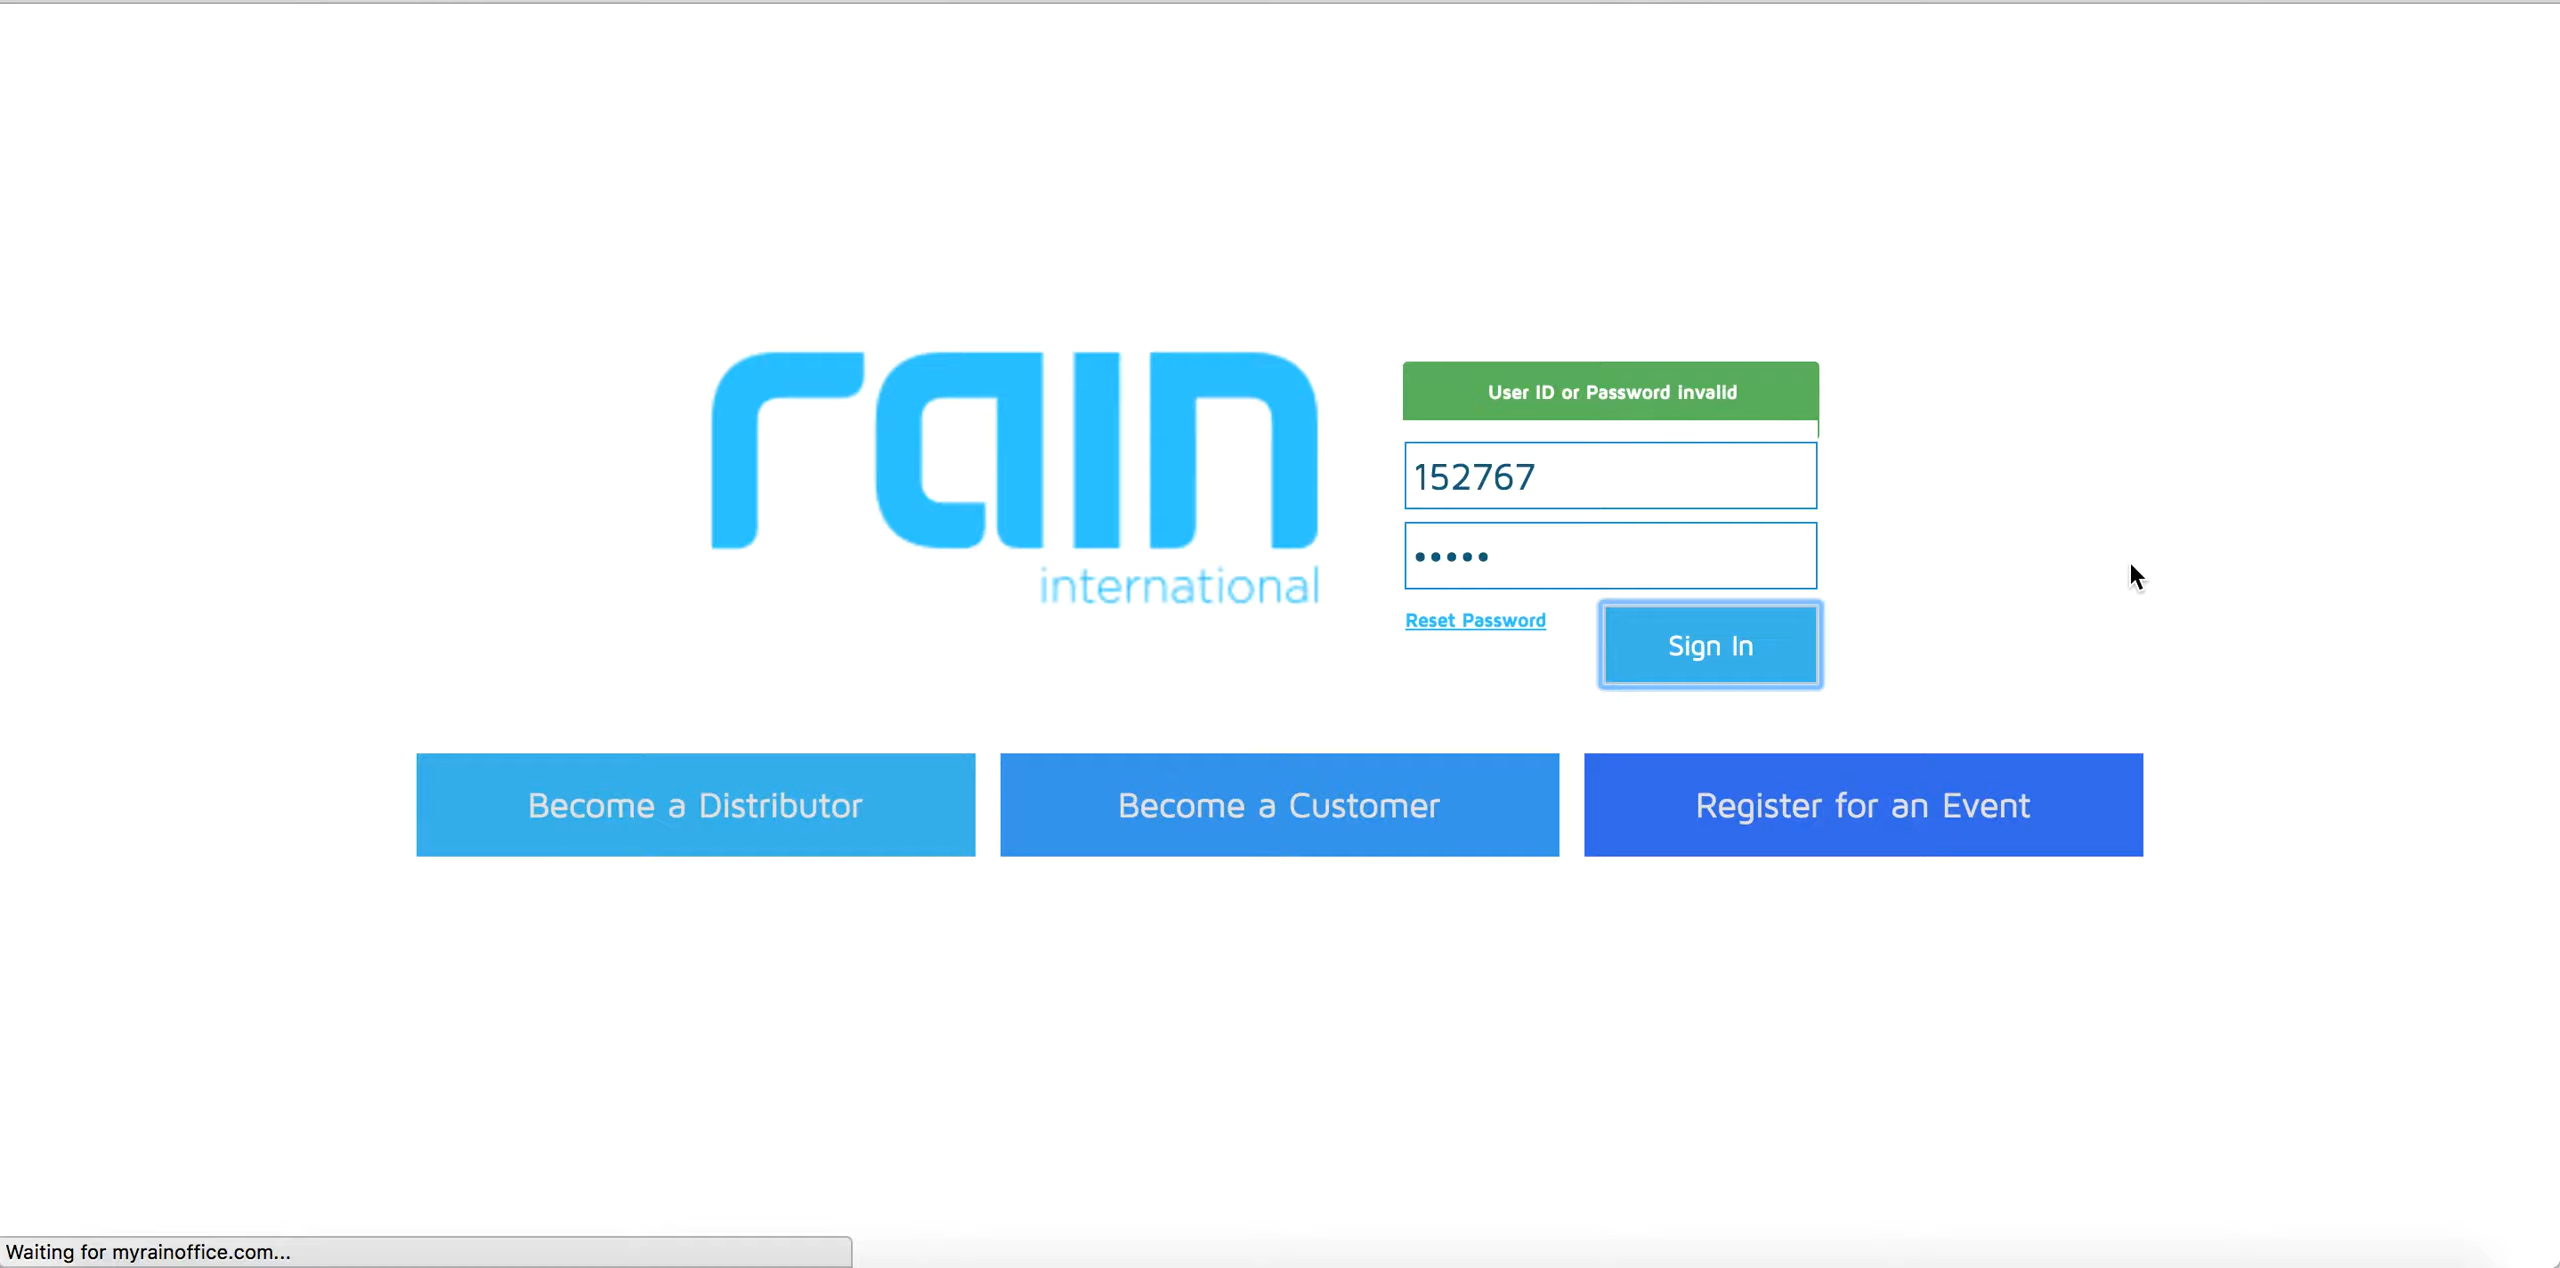 rain
international
User ID or Password invalid
152767
•••••
Reset Password
Sign In
Become a Distributor
Become a Customer
Register for an Event
Waiting for myrainoffice.com...